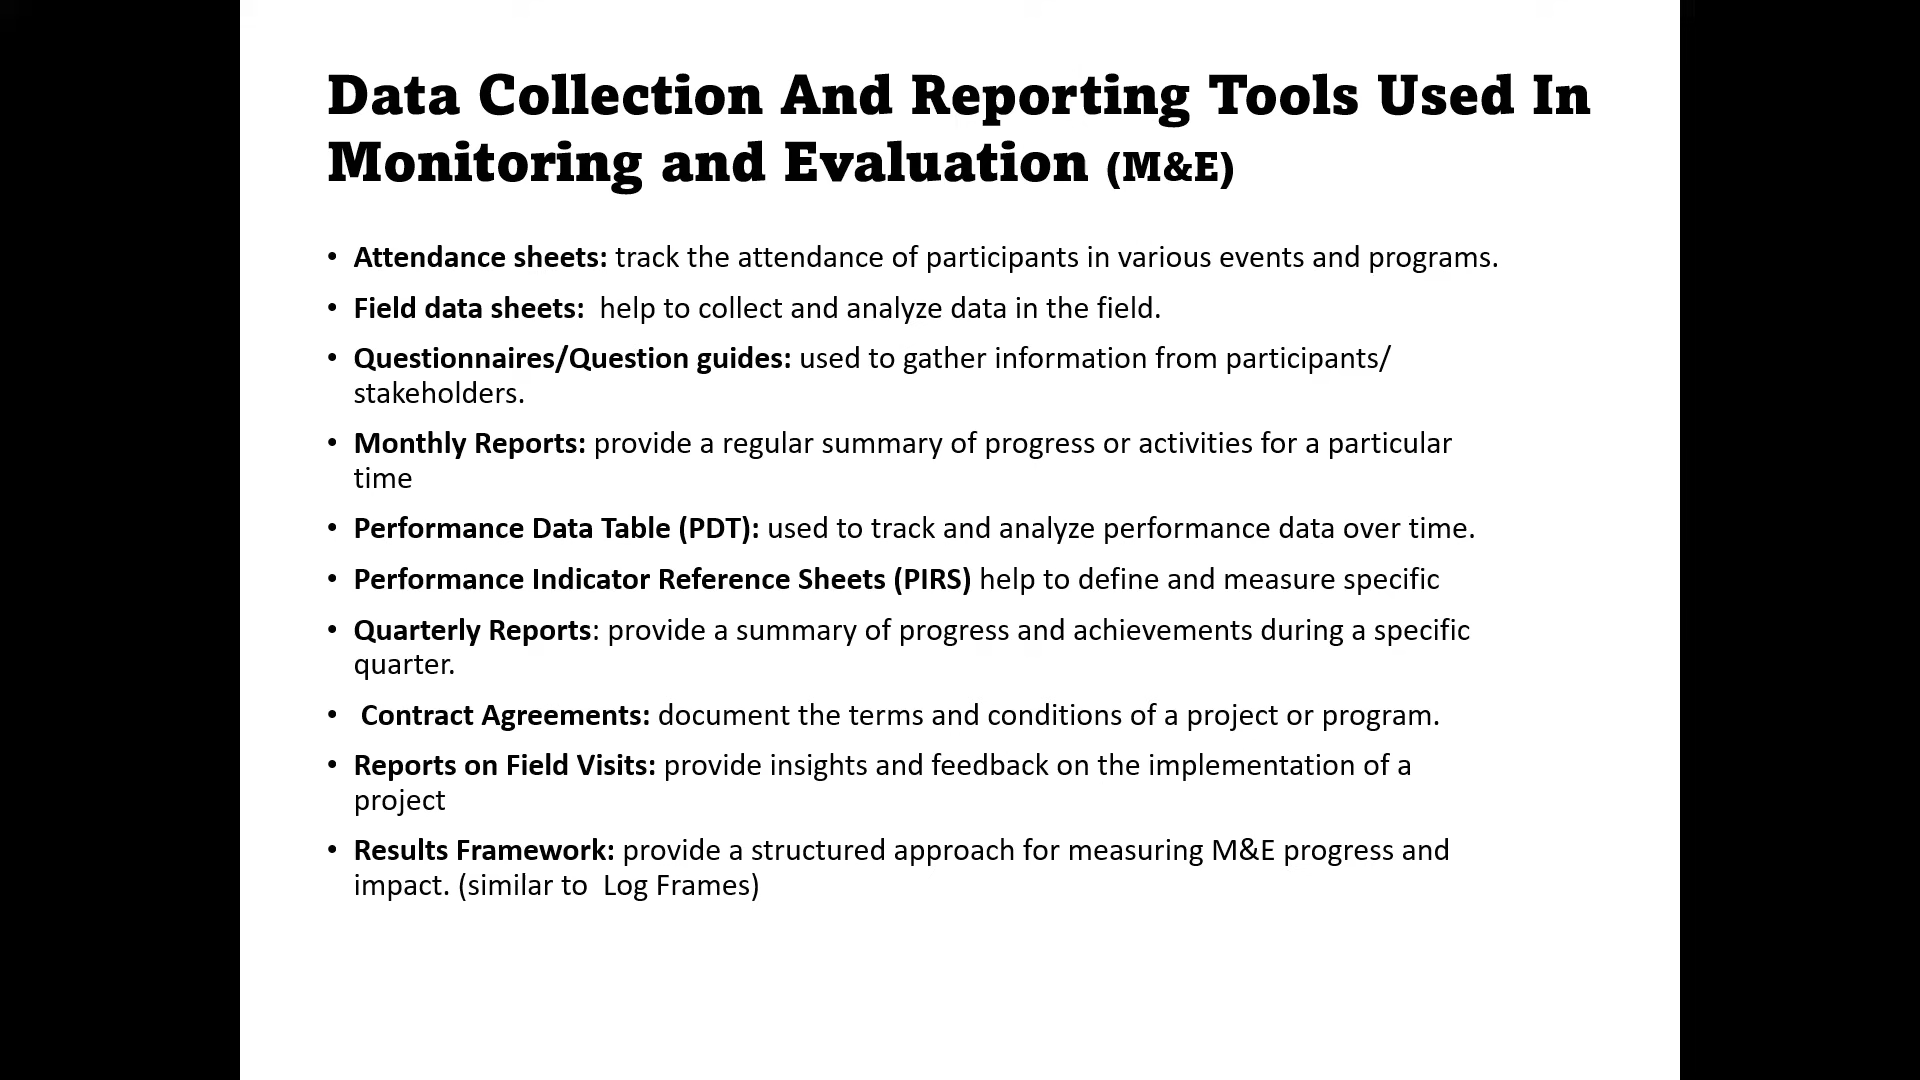 Data Collection And Reporting Tools Used In
Monitoring and Evaluation (M&E)
• Attendance sheets: track the attendance of participants in various events and programs.
• Field data sheets:  help to collect and analyze data in the field.
• Questionnaires/Question guides: used to gather information from participants/
stakeholders.
• Monthly Reports: provide a regular summary of progress or activities for a particular
time
• Performance Data Table (PDT): used to track and analyze performance data over time.
• Performance Indicator Reference Sheets (PIRS) help to define and measure specific
• Quarterly Reports: provide a summary of progress and achievements during a specific
quarter.
• Contract Agreements: document the terms and conditions of a project or program.
• Reports on Field Visits: provide insights and feedback on the implementation of a
project
• Results Framework: provide a structured approach for measuring M&E progress and
impact. (similar to  Log Frames)